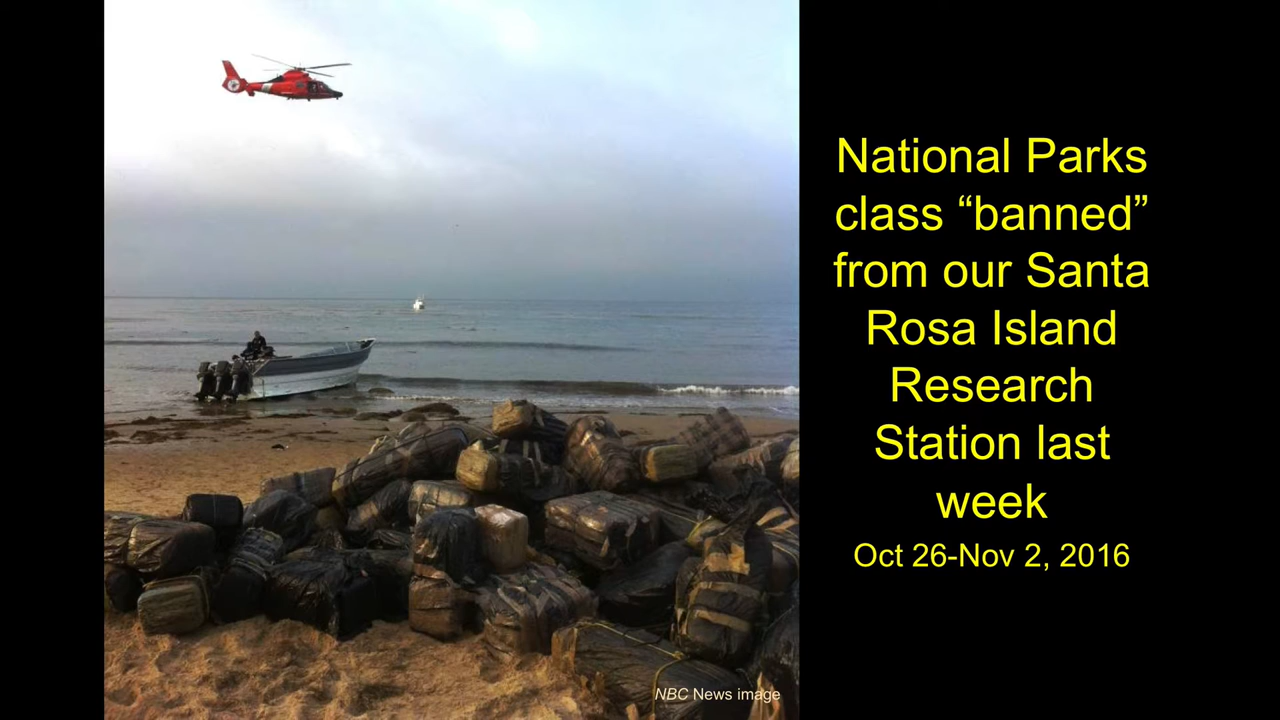 National Parks
class “banned”
from our Santa
Rosa Island
Research
Station last
week
Oct 26-Nov 2, 2016
NBC News image